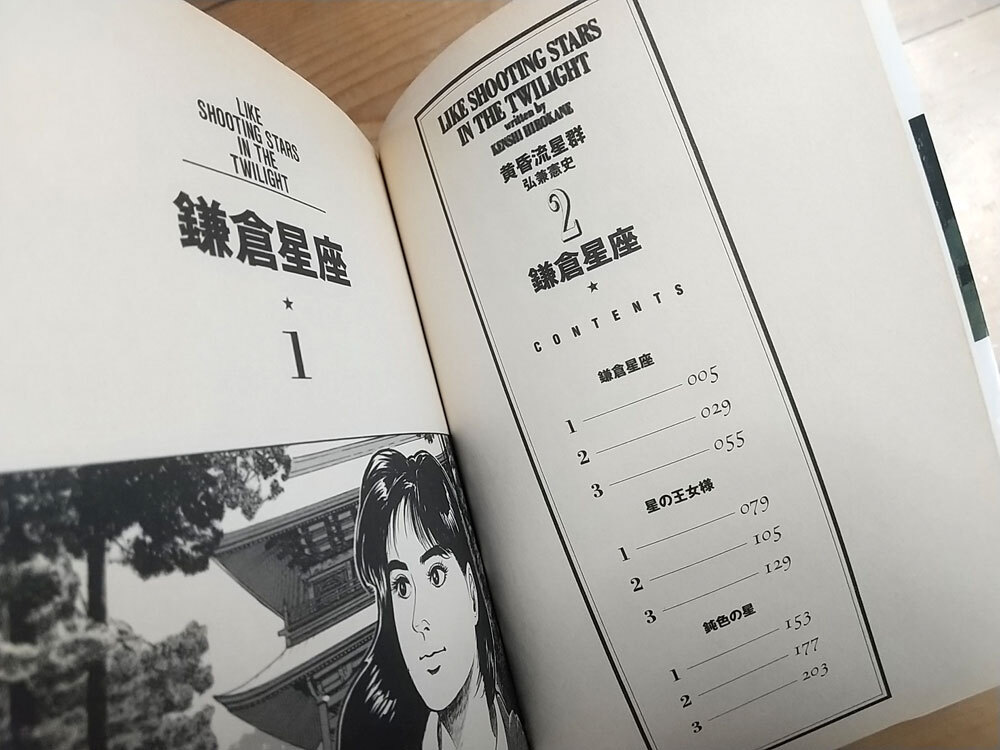 LIKE SHOOTING STARS
IN THE TWILIGHT
written by
KENSHI HIROKANE
黄昏流星群
弘兼憲史
2
鎌倉星座
★
CONTENTS
鎌倉星座
1 005
2 029
3 055
星の王女様
1 079
2 105
3 129
鈍色の星
1 153
2 177
3 203
LIKE
SHOOTING STARS
IN THE
TWILIGHT
鎌倉星座
★
1